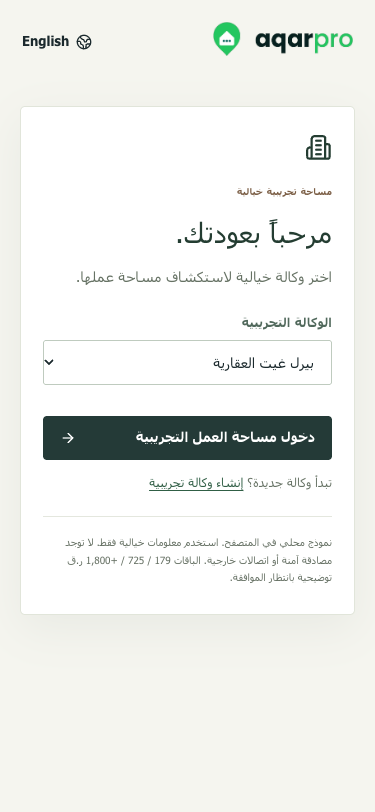 aqarpro
English
مساحة تجريبية خيالية
مرحباً بعودتك.
اختر وكالة خيالية لاستكشاف مساحة عملها.
الوكالة التجريبية
بيرل غيت العقارية
دخول مساحة العمل التجريبية
تبدأ وكالة جديدة؟ إنشاء وكالة تجريبية
نموذج محلي في المتصفح. استخدم معلومات خيالية فقط. لا توجد
مصادقة آمنة أو اتصالات خارجية. الباقات 179 / 725 / +1,800 ر.ق
توضيحية بانتظار الموافقة.